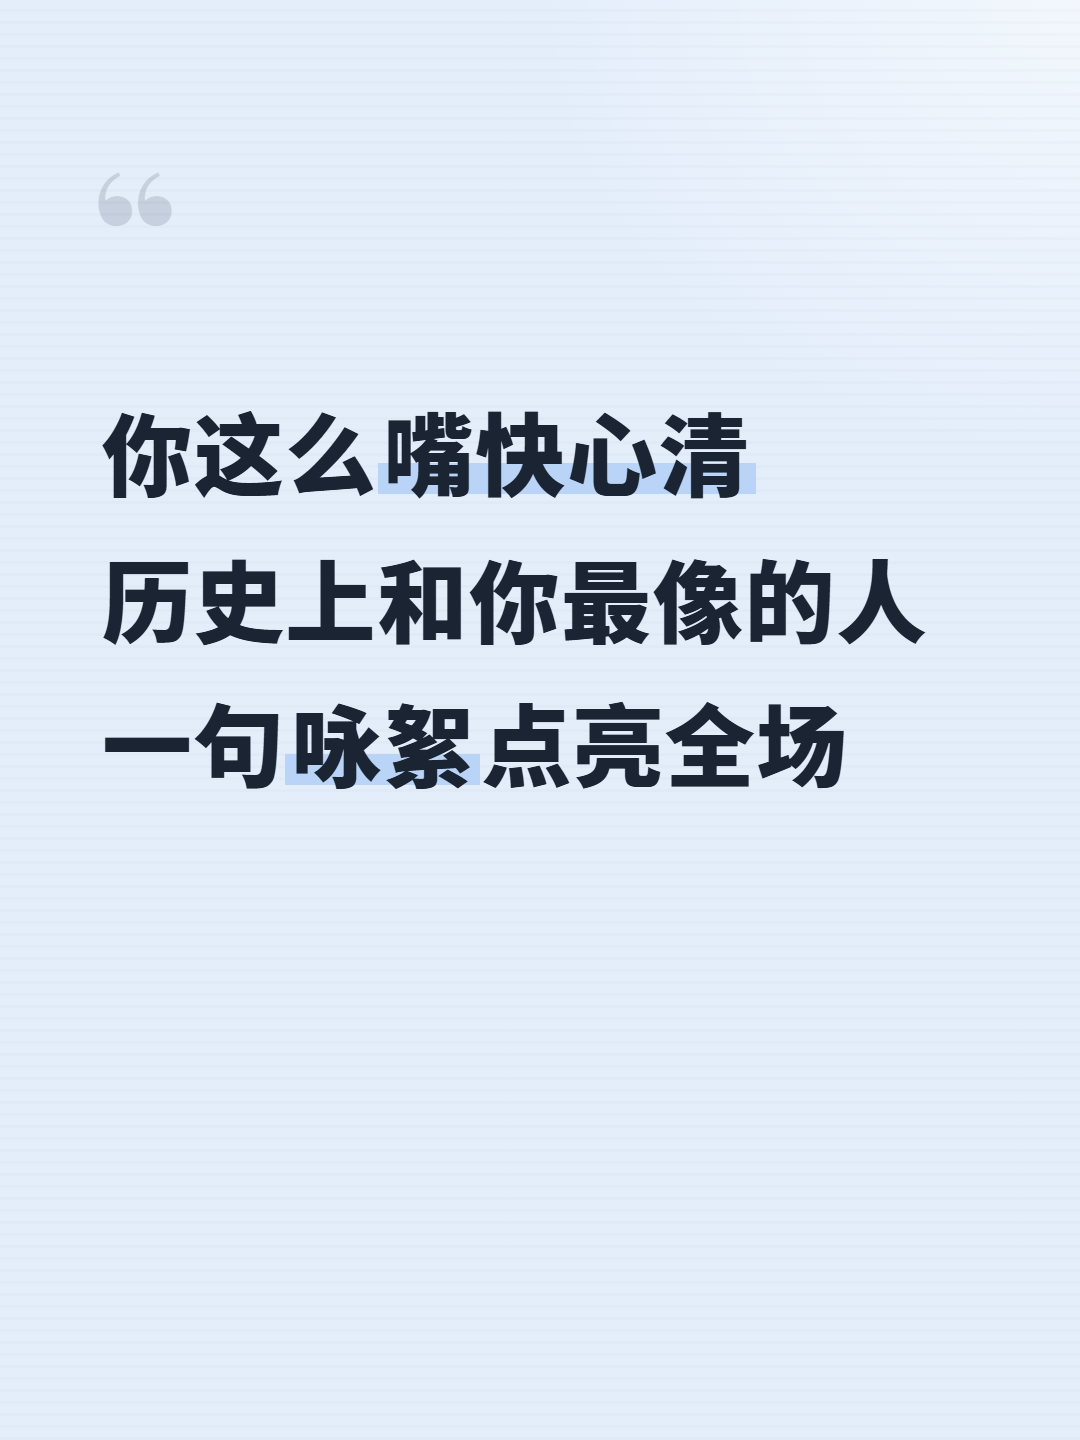 “
你这么嘴快心清
历史上和你最像的人
一句咏絮点亮全场